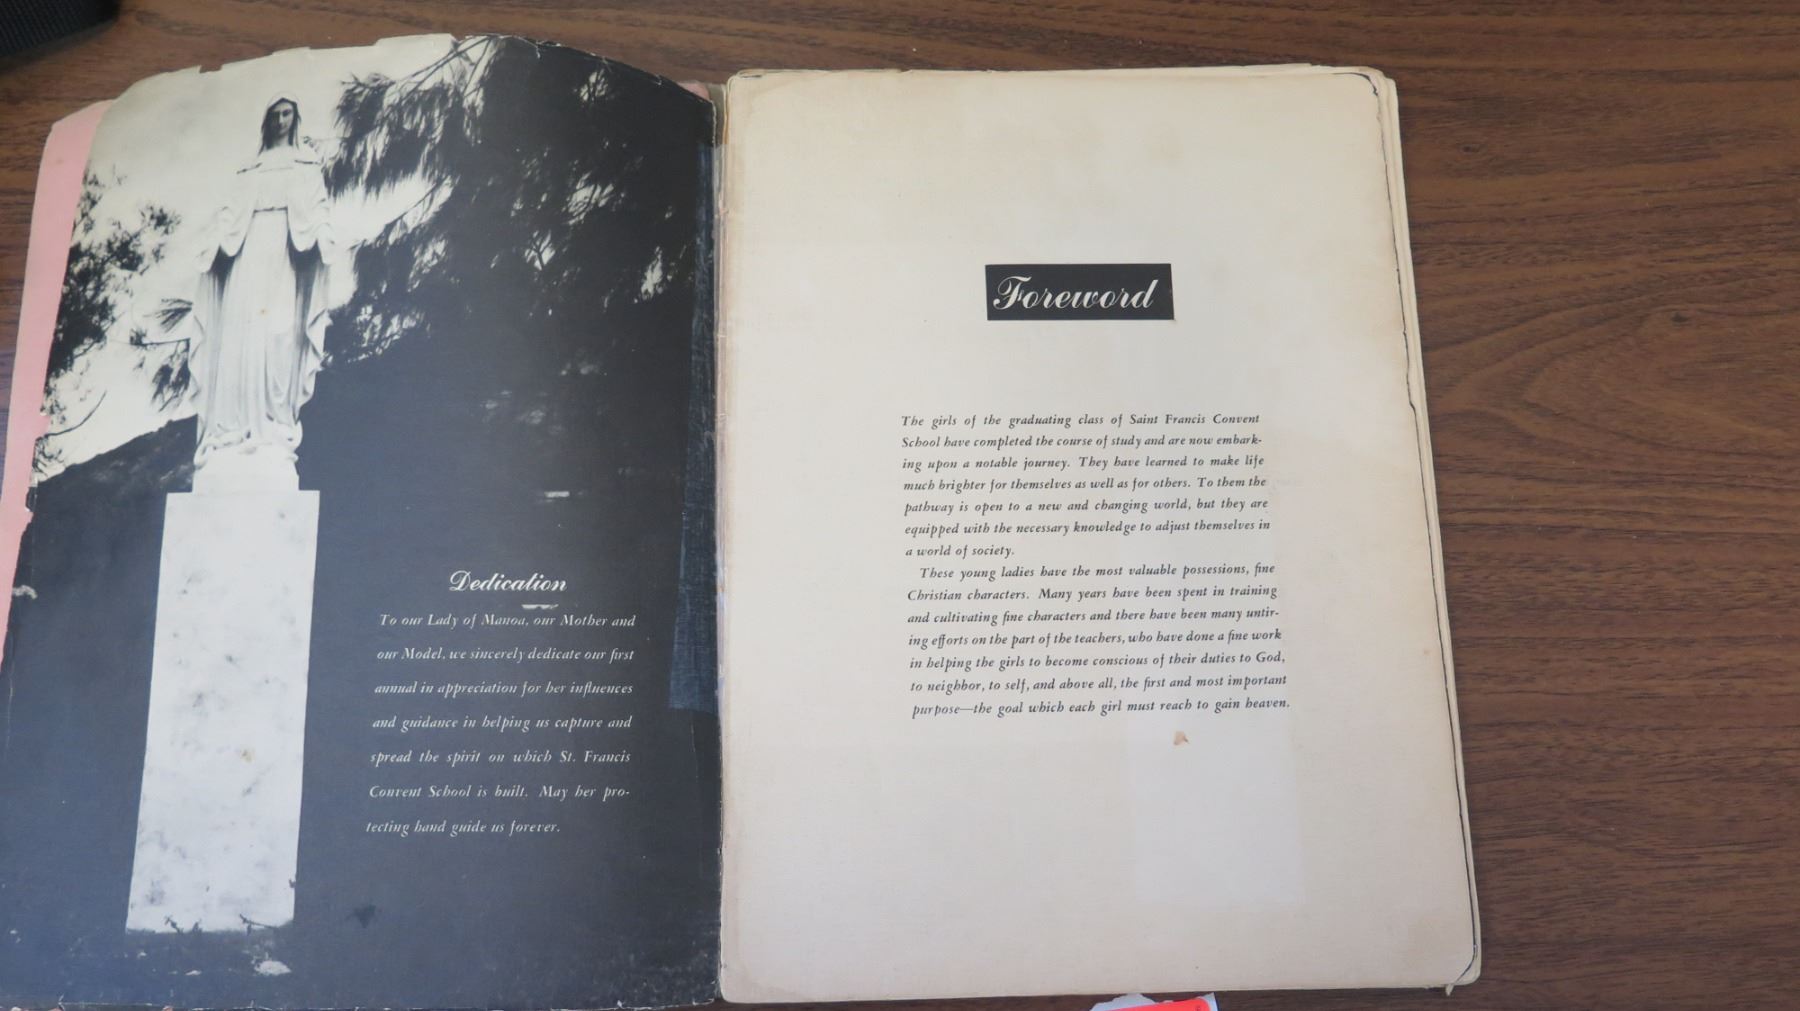 Dedication
To our Lady of Manoa, our Mother and
our Model, we sincerely dedicate our first
annual in appreciation for her influences
and guidance in helping us capture and
spread the spirit on which St. Francis
Convent School is built. May her pro-
tecting hand guide us forever.
Foreword
The girls of the graduating class of Saint Francis Convent
School have completed the course of study and are now embark-
ing upon a notable journey. They have learned to make life
much brighter for themselves as well as for others. To them the
pathway is open to a new and changing world, but they are
equipped with the necessary knowledge to adjust themselves in
a world of society.
These young ladies have the most valuable possessions, fine
Christian characters. Many years have been spent in training
and cultivating fine characters and there have been many untir-
ing efforts on the part of the teachers, who have done a fine work
in helping the girls to become conscious of their duties to God,
to neighbor, to self, and above all, the first and most important
purpose—the goal which each girl must reach to gain heaven.